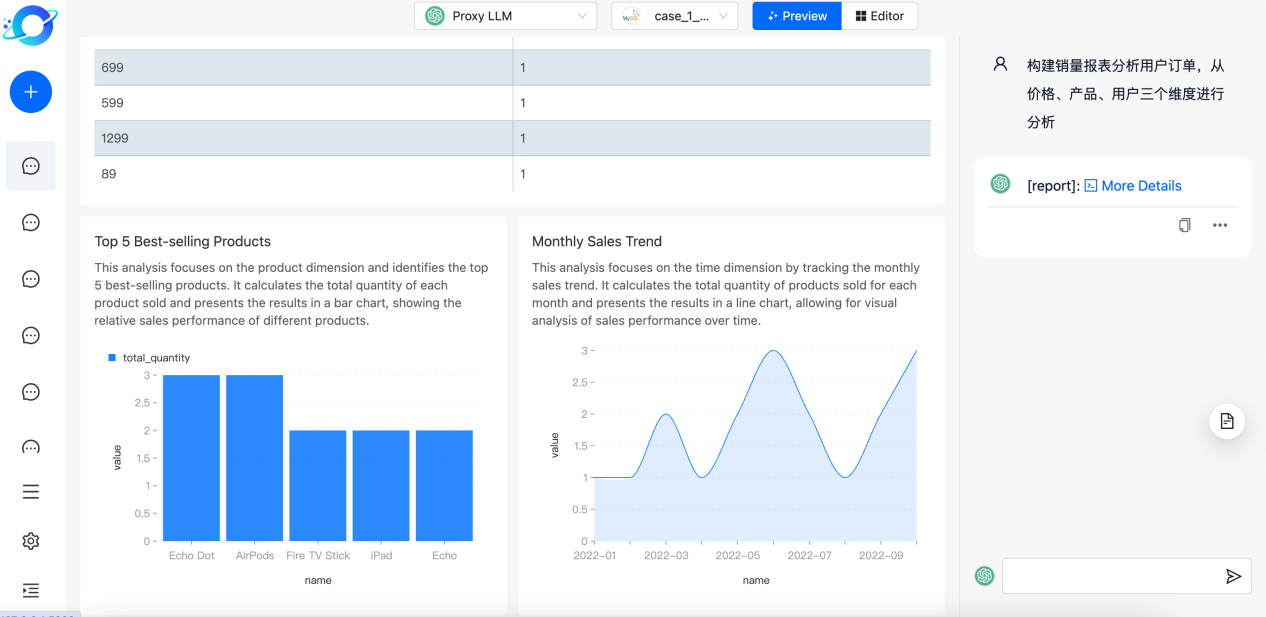 Proxy LLM
MySQL
case_1_...
Preview
Editor
699 1
599 1
1299 1
89 1
Top 5 Best-selling Products
This analysis focuses on the product dimension and identifies the top
5 best-selling products. It calculates the total quantity of each
product sold and presents the results in a bar chart, showing the
relative sales performance of different products.
total_quantity
3
2.5
2
1.5
1
0.5
0
value
Echo Dot AirPods Fire TV Stick iPad Echo
name
Monthly Sales Trend
This analysis focuses on the time dimension by tracking the monthly
sales trend. It calculates the total quantity of products sold for each
month and presents the results in a line chart, allowing for visual
analysis of sales performance over time.
3
2.5
2
1.5
1
0.5
0
value
2022-01 2022-03 2022-05 2022-07 2022-09
name
构建销量报表分析用户订单，从
价格、产品、用户三个维度进行
分析
[report]: More Details